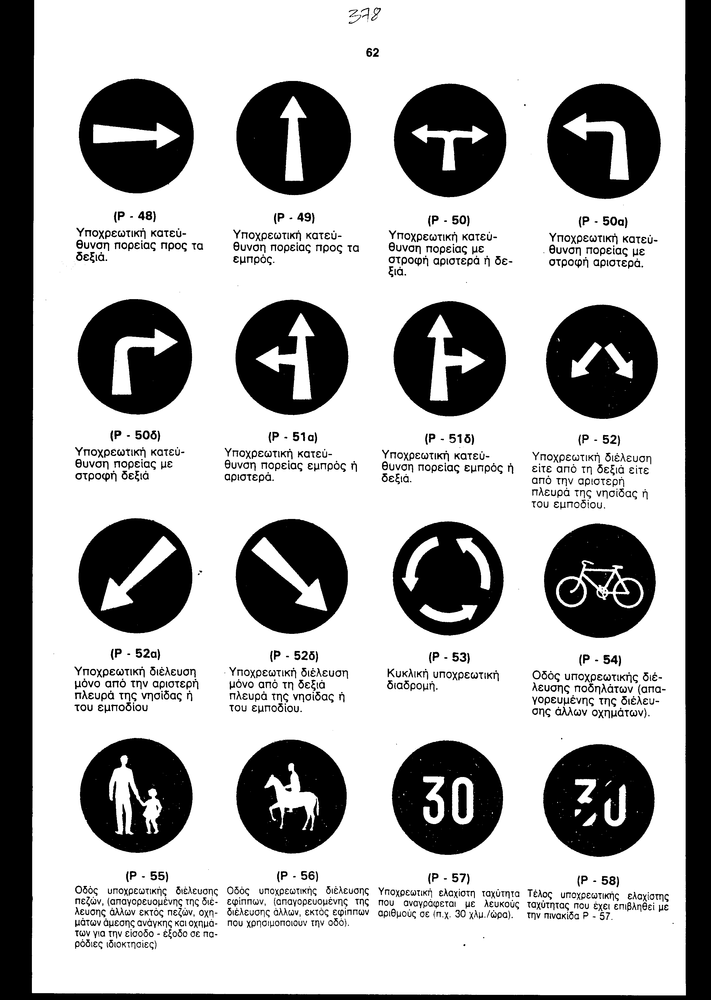 378
62
(Ρ - 48)
Υποχρεωτική κατεύ-
θυνση πορείας προς τα
δεξιά.
(Ρ - 49)
Υποχρεωτική κατεύ-
θυνση πορείας προς τα
εμπρός.
(Ρ - 50)
Υποχρεωτική κατεύ-
θυνση πορείας με
στροφή αριστερά ή δε-
ξιά.
(Ρ - 50α)
Υποχρεωτική κατεύ-
θυνση πορείας με
στροφή αριστερά.
(Ρ - 50δ)
Υποχρεωτική κατεύ-
θυνση πορείας με
στροφή δεξιά
(Ρ - 51α)
Υποχρεωτική κατεύ-
θυνση πορείας εμπρός ή
αριστερά.
(Ρ - 51δ)
Υποχρεωτική κατεύ-
θυνση πορείας εμπρός ή
δεξιά.
(Ρ - 52)
Υποχρεωτική διέλευση
είτε από τη δεξιά είτε
από την αριστερή
πλευρά της νησίδας ή
του εμποδίου.
(Ρ - 52α)
Υποχρεωτική διέλευση
μόνο από την αριστερή
πλευρά της νησίδας ή
του εμποδίου
(Ρ - 52δ)
Υποχρεωτική διέλευση
μόνο από τη δεξιά
πλευρά της νησίδας ή
του εμποδίου.
(Ρ - 53)
Κυκλική υποχρεωτική
διαδρομή.
(Ρ - 54)
Οδός υποχρεωτικής διέ-
λευσης ποδηλάτων (απα-
γορευμένης της διέλευ-
σης άλλων οχημάτων).
30
30
(Ρ - 55)
Οδός υποχρεωτικής διέλευσης
πεζών, (απαγορευομένης της διέ-
λευσης άλλων εκτός πεζών, οχη-
μάτων άμεσης ανάγκης και οχημά-
των για την είσοδο - έξοδο σε πα-
ρόδιες ιδιοκτησίες)
(Ρ - 56)
Οδός υποχρεωτικής διέλευσης
εφίππων, (απαγορευομένης της
διέλευσης άλλων, εκτός εφίππων
που χρησιμοποιούν την οδό).
(Ρ - 57)
Υποχρεωτική ελαχίστη ταχύτητα
που αναγράφεται με λευκούς
αριθμούς σε (π.χ. 30 χλμ./ώρα).
(Ρ - 58)
Τέλος υποχρεωτικής ελαχίστης
ταχύτητας που έχει επιβληθεί με
την πινακίδα Ρ - 57.